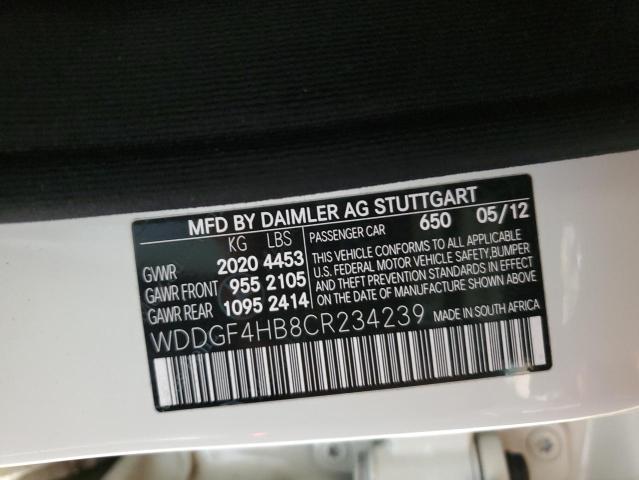 MFD BY DAIMLER AG STUTTGART
KG LBS
GVWR 2020 4453
GAWR FRONT 955 2105
GAWR REAR 1095 2414
PASSENGER CAR 650 05/12
THIS VEHICLE CONFORMS TO ALL APPLICABLE
U.S. FEDERAL MOTOR VEHICLE SAFETY,BUMPER
AND THEFT PREVENTION STANDARDS IN EFFECT
ON THE DATE OF MANUFACTURE SHOWN ABOVE.
WDDGF4HB8CR234239 MADE IN SOUTH AFRICA